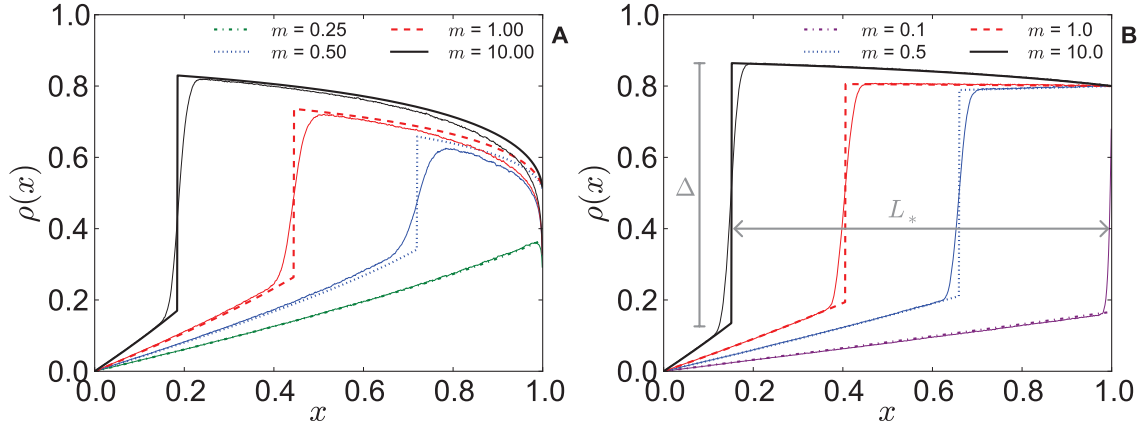 m = 0.25 m = 1.00 A
m = 0.50 m = 10.00
1.0
0.8
0.6
0.4
0.2
0.0
ρ(x)
0.0 0.2 0.4 0.6 0.8 1.0
x
m = 0.1 m = 1.0 B
m = 0.5 m = 10.0
1.0
0.8
0.6
0.4
0.2
0.0
ρ(x)
Δ
L*
0.0 0.2 0.4 0.6 0.8 1.0
x